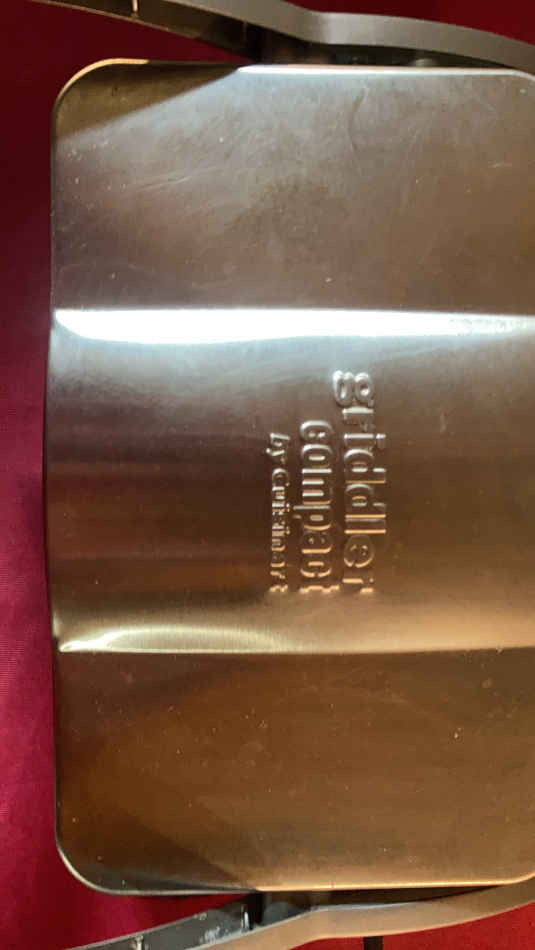 griddler
compact
by Cuisinart